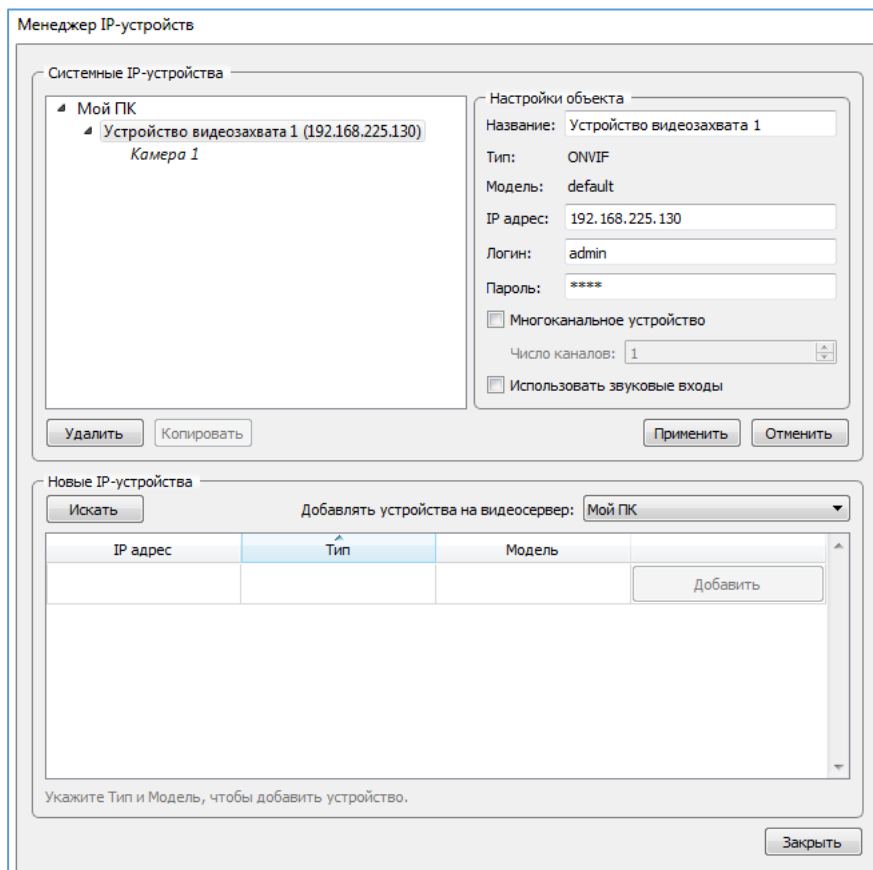 Менеджер IP-устройств
Системные IP-устройства
Мой ПК
Устройство видеозахвата 1 (192.168.225.130)
Камера 1
Настройки объекта
Название: Устройство видеозахвата 1
Тип: ONVIF
Модель: default
IP адрес: 192.168.225.130
Логин: admin
Пароль: ****
Многоканальное устройство
Число каналов: 1
Использовать звуковые входы
Удалить Копировать Применить Отменить
Новые IP-устройства
Искать Добавлять устройства на видеосервер: Мой ПК
IP адрес Тип Модель
Добавить
Укажите Тип и Модель, чтобы добавить устройство.
Закрыть